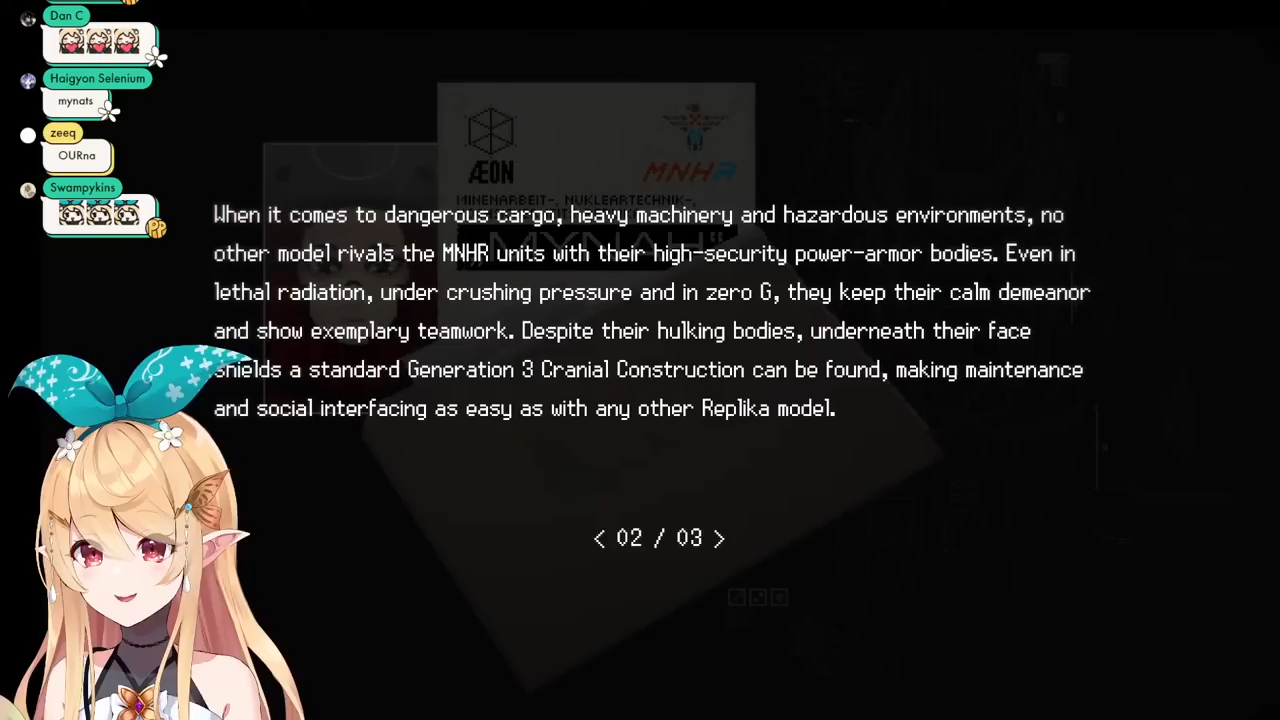 Dan C
Haigyon Selenium
mynats
zeeq
OURna
Swampykins
PP
ÆON
MNHR
MINENARBEIT-, NUKLEARTECHNIK-,
MYNAH
When it comes to dangerous cargo, heavy machinery and hazardous environments, no
other model rivals the MNHR units with their high-security power-armor bodies. Even in
lethal radiation, under crushing pressure and in zero G, they keep their calm demeanor
and show exemplary teamwork. Despite their hulking bodies, underneath their face
shields a standard Generation 3 Cranial Construction can be found, making maintenance
and social interfacing as easy as with any other Replika model.
< 02 / 03 >